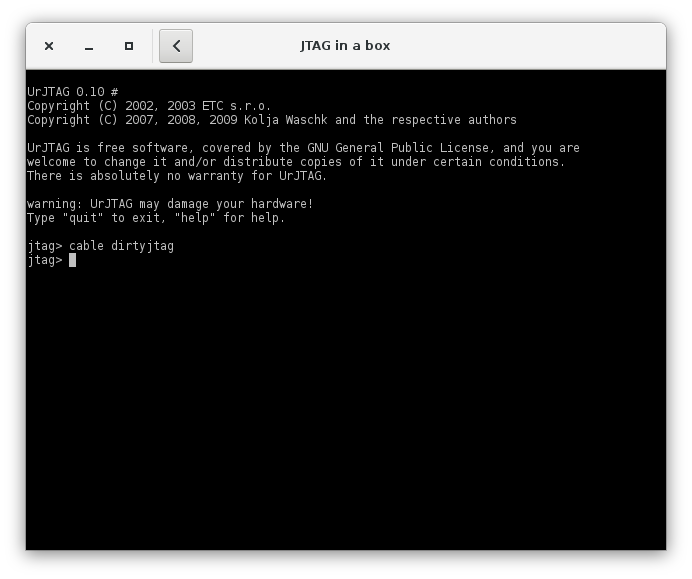 JTAG in a box
UrJTAG 0.10 #
Copyright (C) 2002, 2003 ETC s.r.o.
Copyright (C) 2007, 2008, 2009 Kolja Waschk and the respective authors
UrJTAG is free software, covered by the GNU General Public License, and you are
welcome to change it and/or distribute copies of it under certain conditions.
There is absolutely no warranty for UrJTAG.
warning: UrJTAG may damage your hardware!
Type "quit" to exit, "help" for help.
jtag> cable dirtyjtag
jtag>